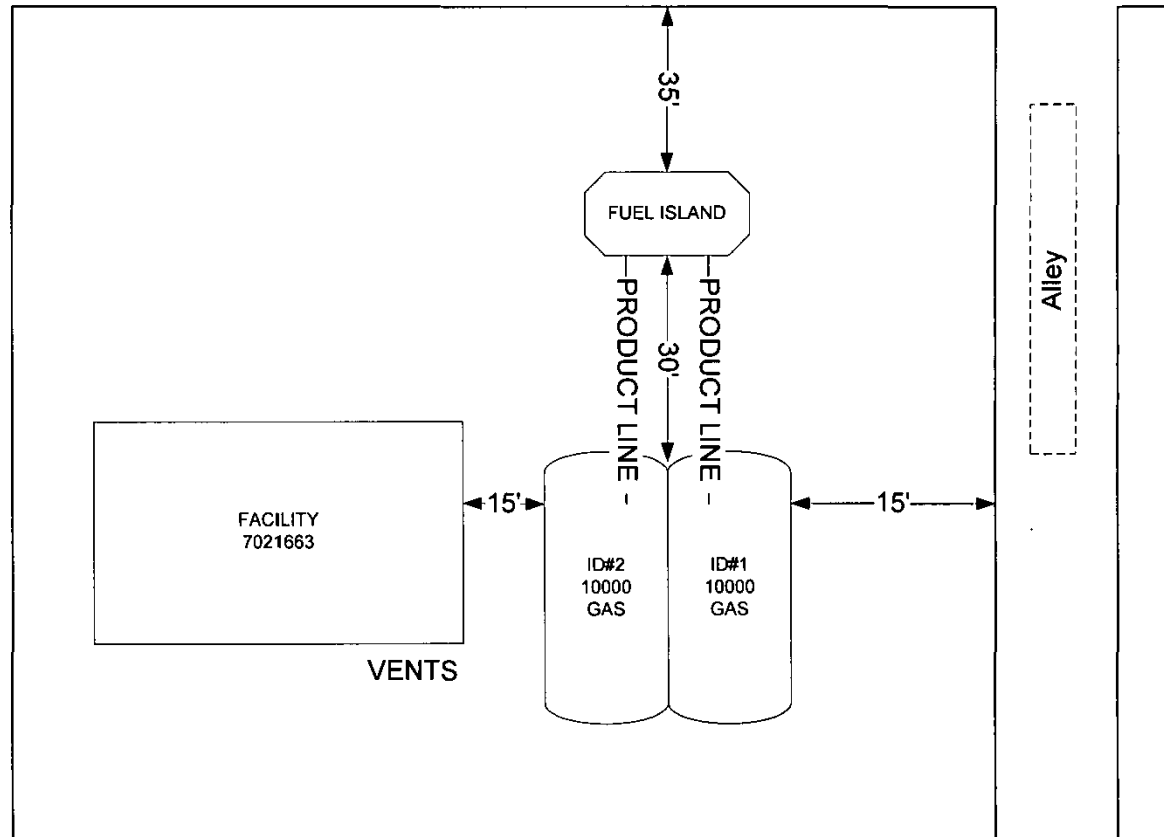 35'
FUEL ISLAND
PRODUCT LINE
30'
PRODUCT LINE
Alley
FACILITY
7021663
15'
15'
ID#2
10000
GAS
ID#1
10000
GAS
VENTS